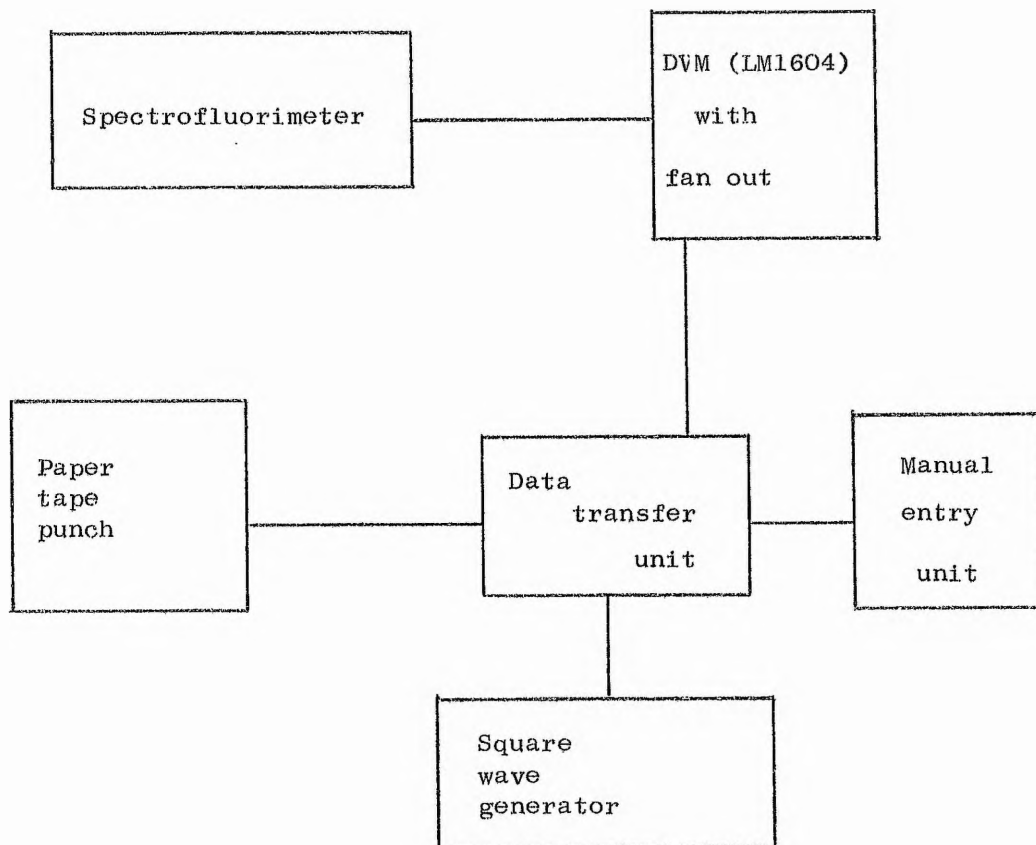 Spectrofluorimeter
DVM (LM1604)
with
fan out
Paper
tape
punch
Data
transfer
unit
Manual
entry
unit
Square
wave
generator